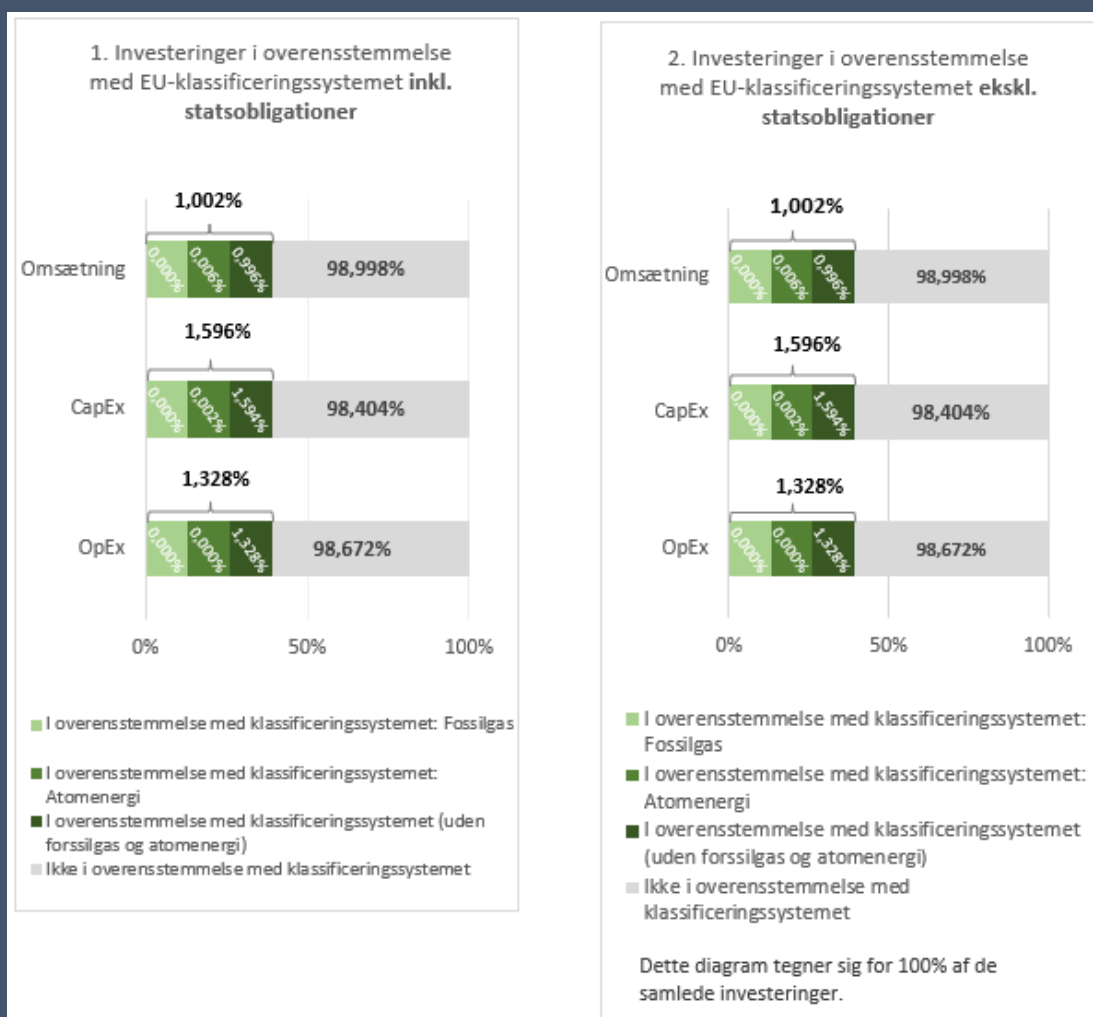 1. Investeringer i overensstemmelse
med EU-klassificeringssystemet inkl.
statsobligationer
1,002%
Omsætning
0,000%
0,006%
0,996%
98,998%
1,596%
CapEx
0,000%
0,002%
1,594%
98,404%
1,328%
OpEx
0,000%
0,000%
1,328%
98,672%
0%
50%
100%
I overensstemmelse med klassificeringssystemet: Fossilgas
I overensstemmelse med klassificeringssystemet:
Atomenergi
I overensstemmelse med klassificeringssystemet (uden
forssilgas og atomenergi)
Ikke i overensstemmelse med klassificeringssystemet
2. Investeringer i overensstemmelse
med EU-klassificeringssystemet ekskl.
statsobligationer
1,002%
Omsætning
0,000%
0,006%
0,996%
98,998%
1,596%
CapEx
0,000%
0,002%
1,594%
98,404%
1,328%
OpEx
0,000%
0,000%
1,328%
98,672%
0%
50%
100%
I overensstemmelse med klassificeringssystemet:
Fossilgas
I overensstemmelse med klassificeringssystemet:
Atomenergi
I overensstemmelse med klassificeringssystemet
(uden forssilgas og atomenergi)
Ikke i overensstemmelse med
klassificeringssystemet
Dette diagram tegner sig for 100% af de
samlede investeringer.